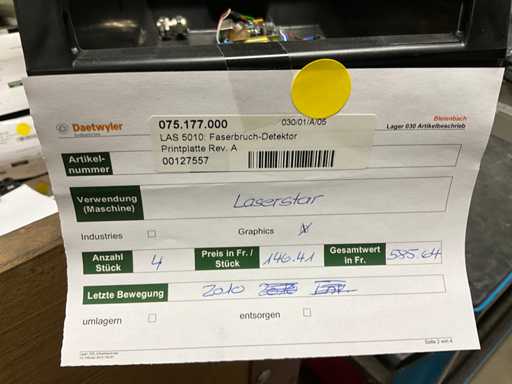 Daetwyler
Industries
Bleienbach
Lager 030 Artikelbeschrieb
075.177.000 030/01/A/05
LAS 5010: Faserbruch-Detektor
Printplatte Rev. A
00127557
Artikel-
nummer
Verwendung
(Maschine)
Laserstar
Industries Graphics X
Anzahl
Stück
4
Preis in Fr. /
Stück
146.41
Gesamtwert
in Fr.
585.64
Letzte Bewegung 2010
umlagern entsorgen
Seite 2 von 4